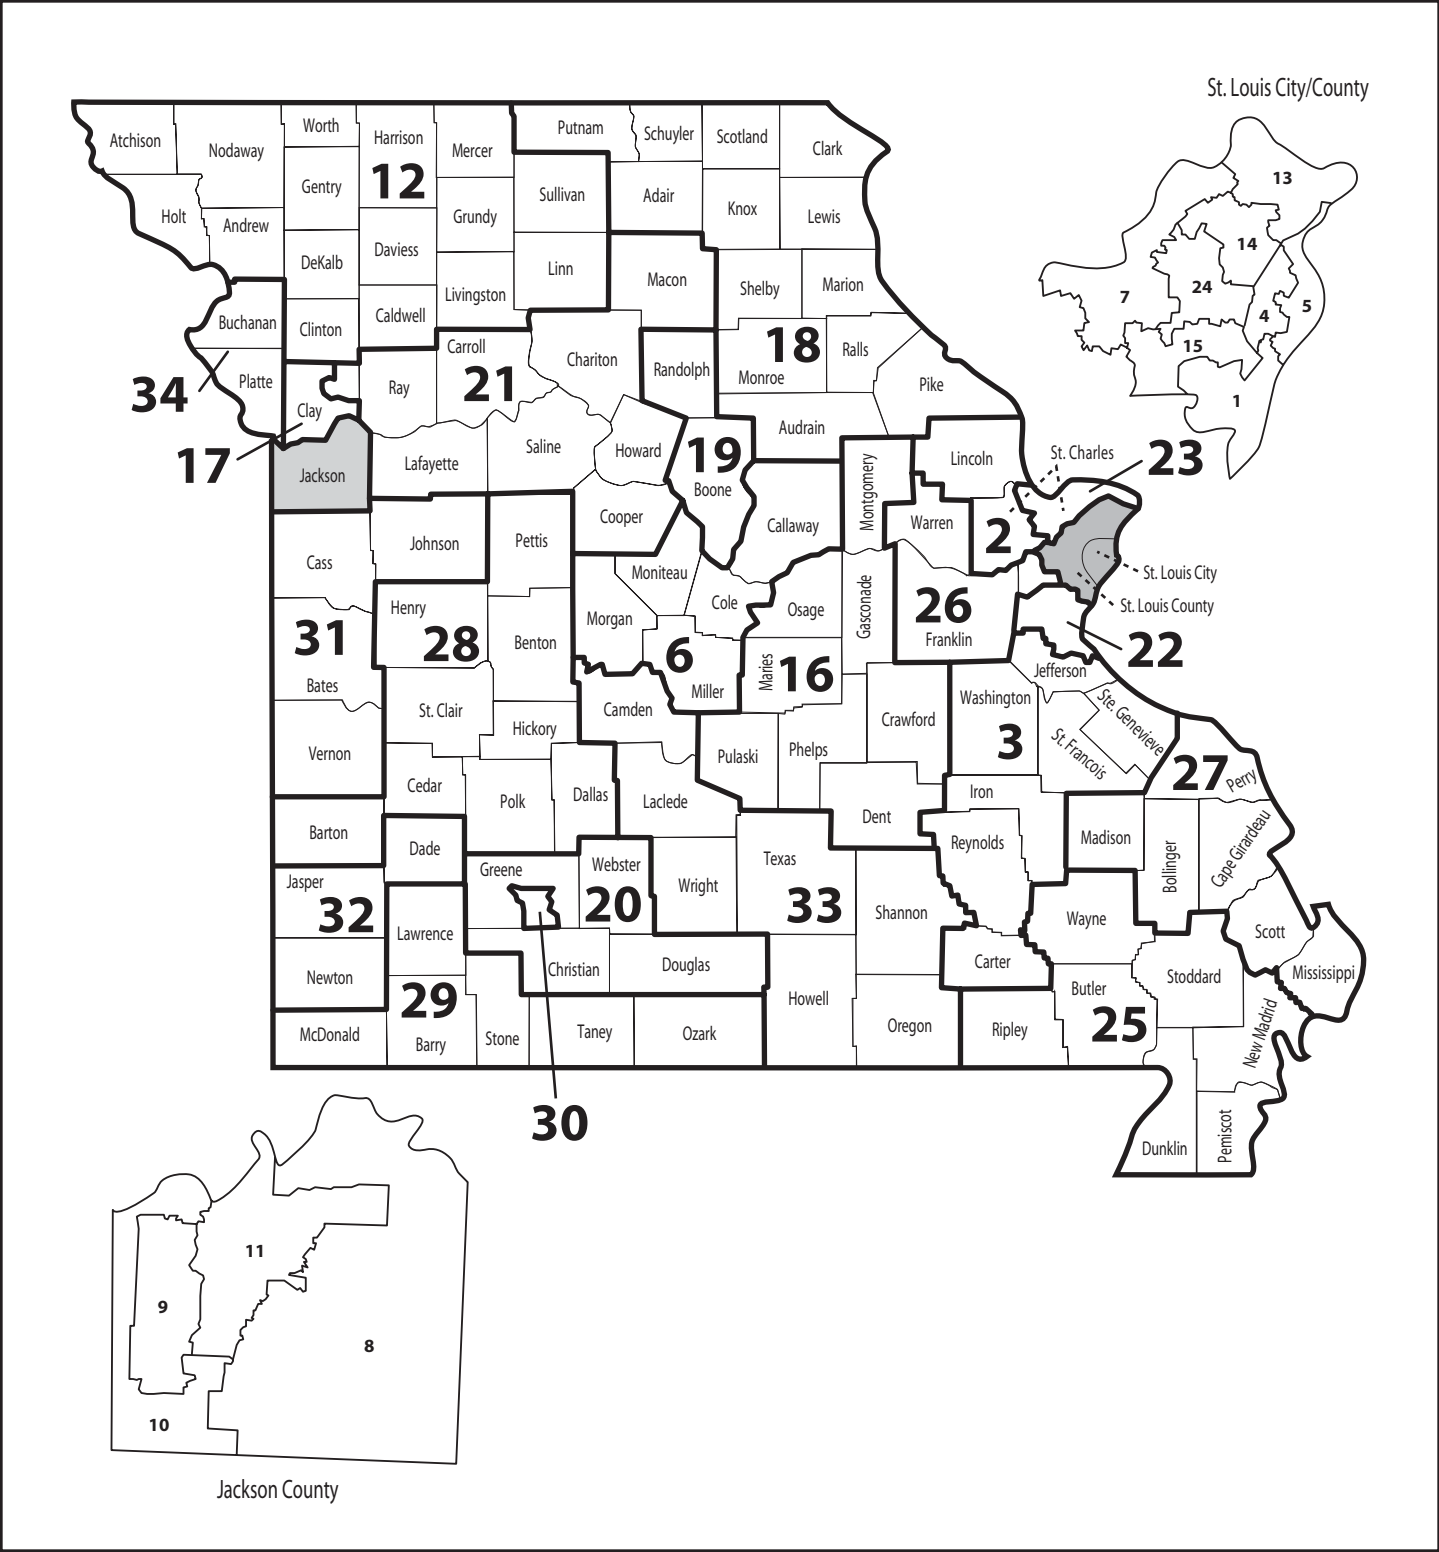 St. Louis City/County
Atchison
Nodaway
Worth
Harrison
Mercer
Putnam
Schuyler
Scotland
Clark
12
Gentry
Sullivan
Adair
Knox
Lewis
Holt
Andrew
Grundy
DeKalb
Daviess
Linn
Macon
Shelby
Marion
Livingston
Buchanan
Clinton
Caldwell
34
Platte
Clay
Ray
Carroll
21
Chariton
Randolph
18
Monroe
Ralls
Pike
Audrain
17
Jackson
Lafayette
Saline
Howard
19
Boone
Callaway
Montgomery
Lincoln
St. Charles
23
Warren
2
St. Louis City
St. Louis County
13
14
24
7
5
4
15
1
Cooper
Johnson
Pettis
Cass
Moniteau
Morgan
Cole
Osage
Gasconade
26
Franklin
22
Jefferson
Henry
28
Benton
31
Bates
6
Miller
Maries
16
St. Clair
Hickory
Camden
Crawford
Washington
3
Ste. Genevieve
St. Francois
27
Perry
Vernon
Cedar
Polk
Dallas
Laclede
Pulaski
Phelps
Dent
Iron
Reynolds
Madison
Bollinger
Cape Girardeau
Barton
Dade
Greene
Webster
20
Wright
Texas
33
Shannon
Wayne
Scott
Mississippi
Jasper
32
Lawrence
Newton
Christian
Douglas
Howell
Carter
Butler
25
Stoddard
New Madrid
29
McDonald
Barry
Stone
Taney
Ozark
Oregon
Ripley
30
Dunklin
Pemiscot
11
9
8
10
Jackson County